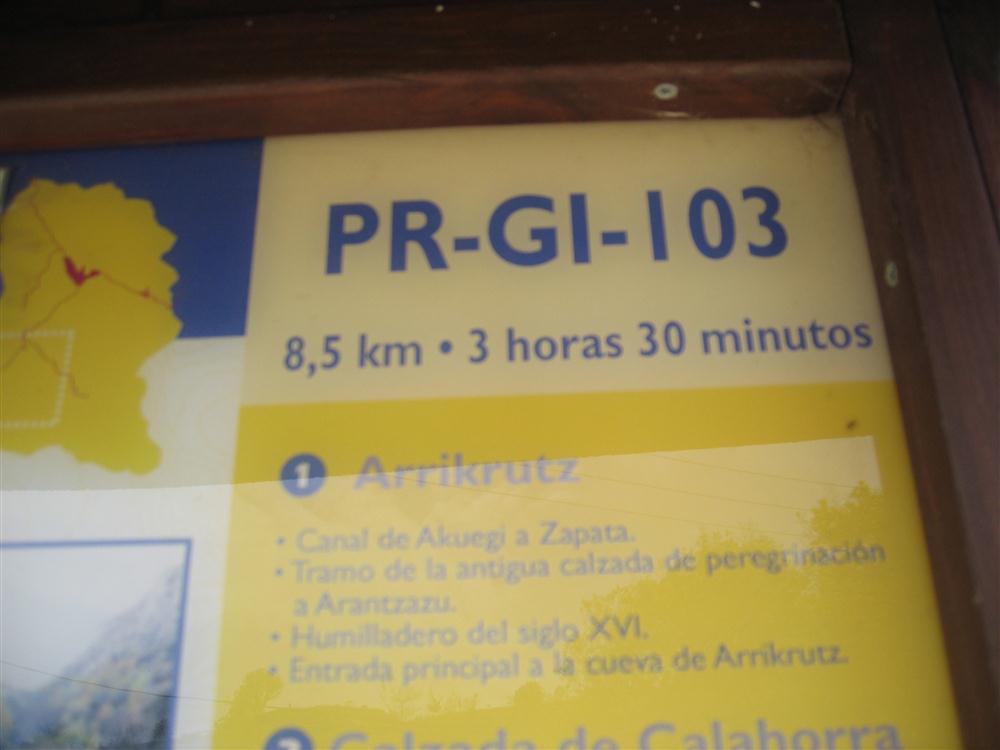 PR-GI-103
8,5 km • 3 horas 30 minutos
1 Arrikrutz
• Canal de Akuegi a Zapata.
• Tramo de la antigua calzada de peregrinación
a Arantzazu.
• Humilladero del siglo XVI.
• Entrada principal a la cueva de Arrikrutz.
2 Calzada de Calahorra